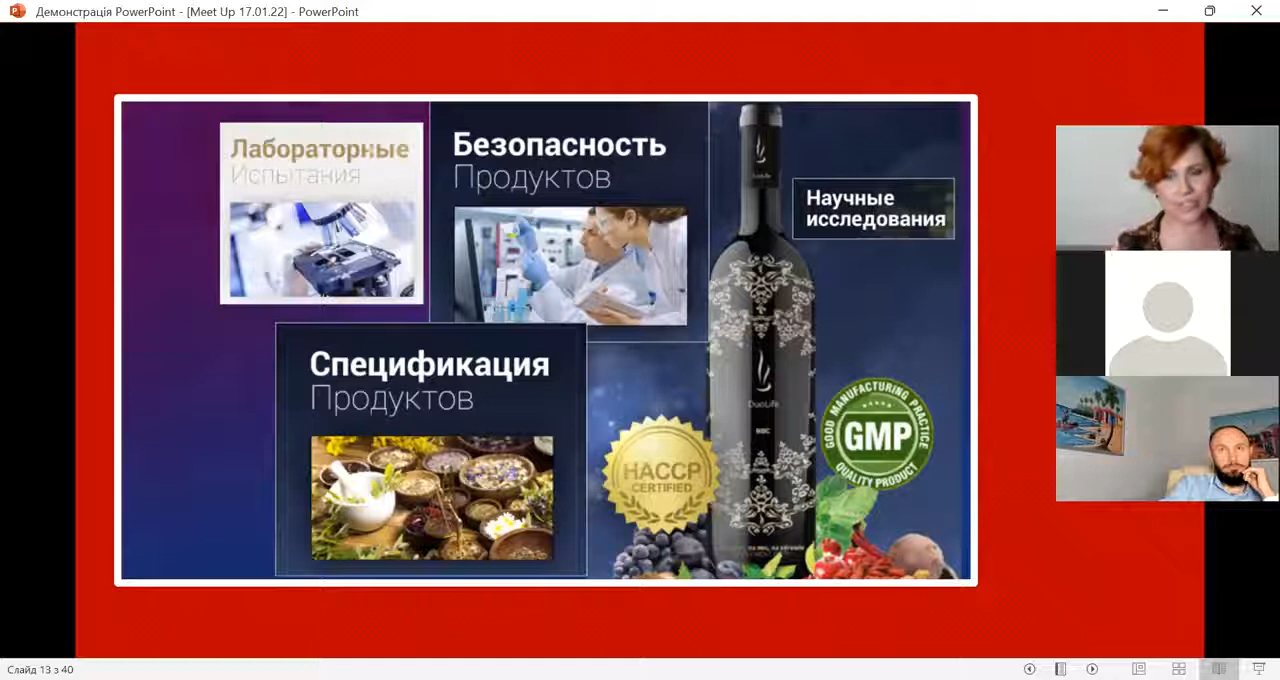 Демонстрація PowerPoint - [Meet Up 17.01.22] - PowerPoint
Лабораторные
Испытания
Безопасность
Продуктов
Научные
исследования
Спецификация
Продуктов
DuoLife
HACCP
CERTIFIED
GOOD MANUFACTURING PRACTICE
GMP
QUALITY PRODUCT
Слайд 13 з 40